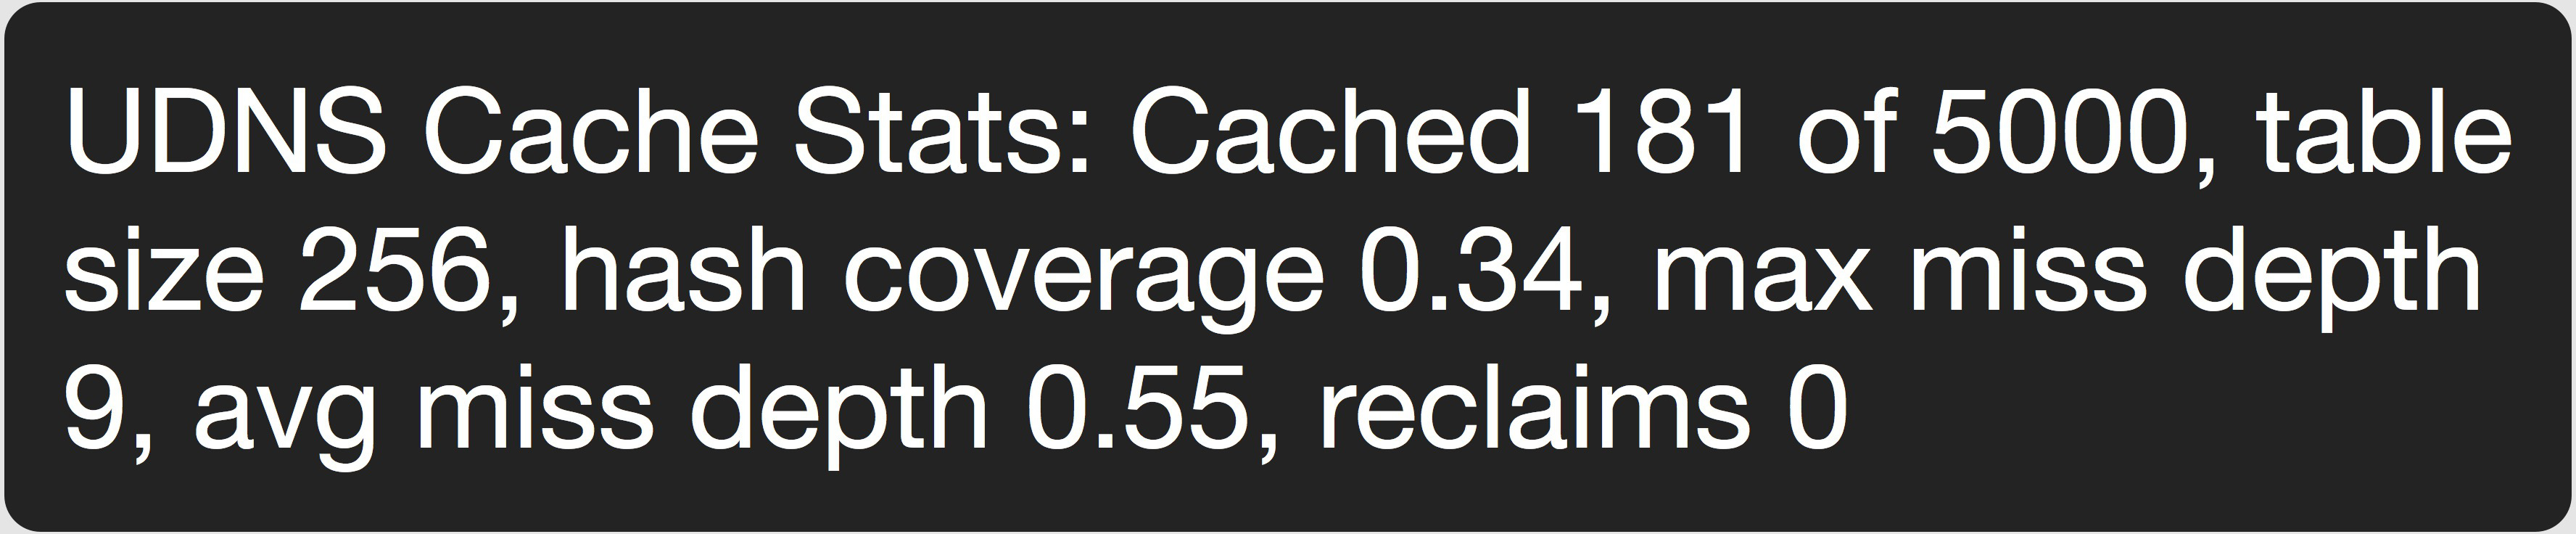 UDNS Cache Stats: Cached 181 of 5000, table
size 256, hash coverage 0.34, max miss depth
9, avg miss depth 0.55, reclaims 0